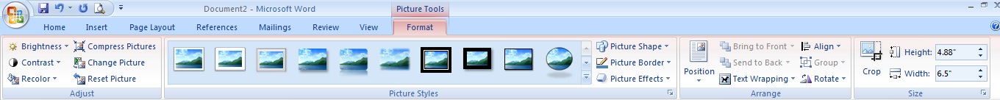 Document2 - Microsoft Word
Picture Tools
Home Insert Page Layout References Mailings Review View Format
Brightness
Compress Pictures
Contrast
Change Picture
Recolor
Reset Picture
Adjust
Picture Shape
Picture Border
Picture Effects
Picture Styles
Position
Bring to Front
Send to Back
Text Wrapping
Align
Group
Rotate
Arrange
Crop
Height: 4.88"
Width: 6.5"
Size